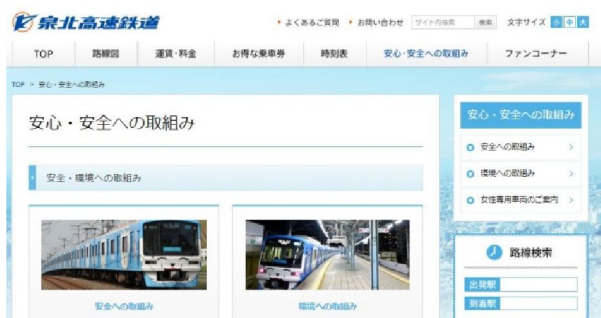 泉北高速鉄道
よくあるご質問 お問い合わせ サイト内検索 検索 文字サイズ 小 中 大
TOP 路線図 運賃・料金 お得な乗車券 時刻表 安心・安全への取組み ファンコーナー
TOP > 安心・安全への取組み
安心・安全への取組み
安全・環境への取組み
安全への取組み
環境への取組み
安心・安全への取組み
安全への取組み
環境への取組み
女性専用車両のご案内
路線検索
出発駅
到着駅